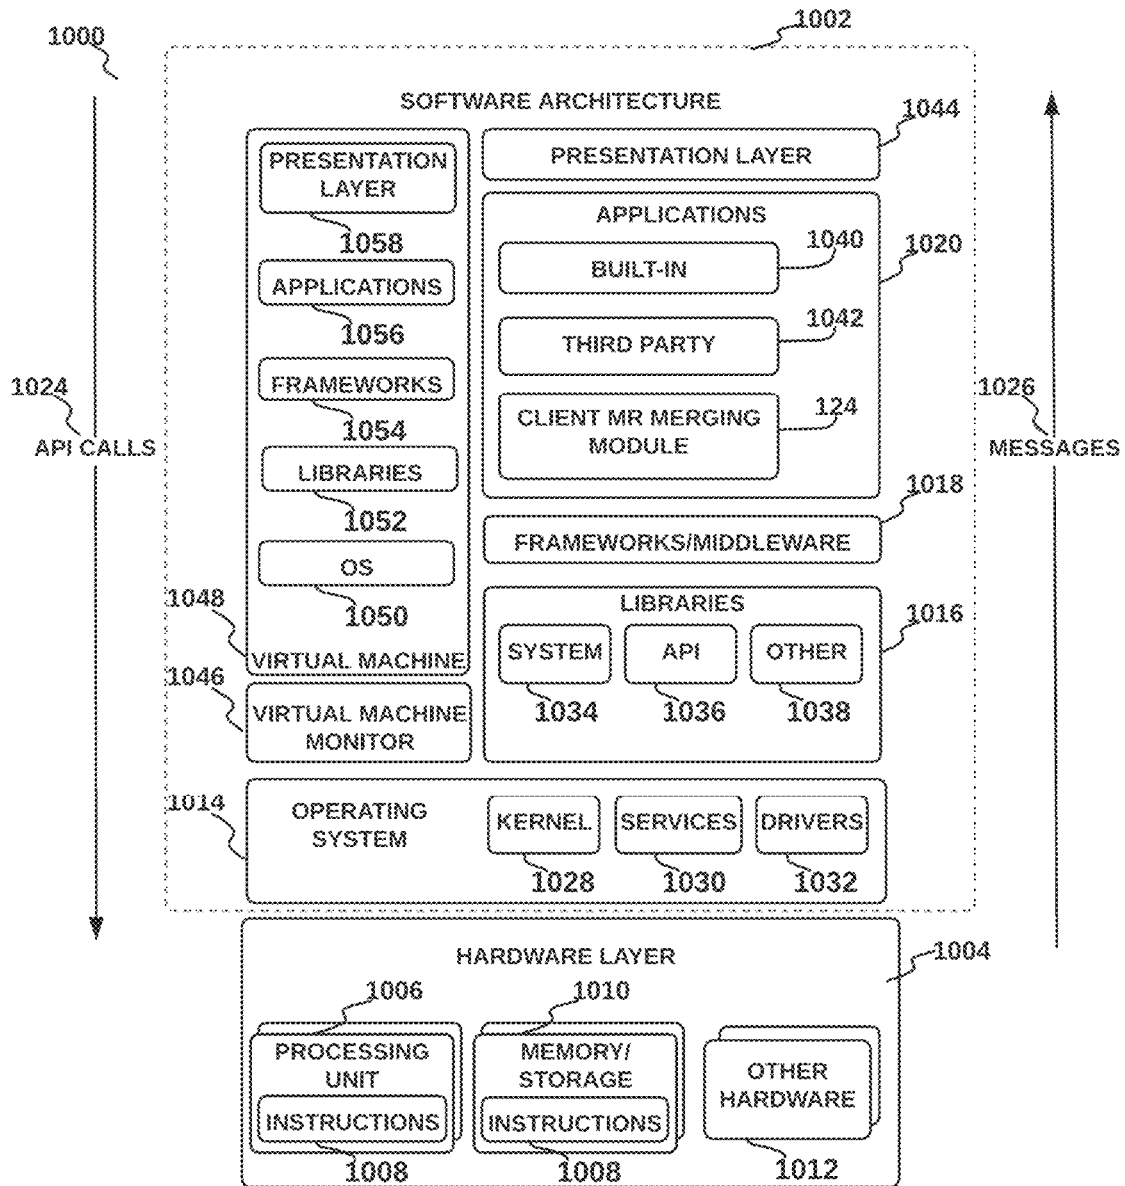 1000
1002
SOFTWARE ARCHITECTURE
1044
PRESENTATION
LAYER
1058
APPLICATIONS
1056
FRAMEWORKS
1054
LIBRARIES
1052
OS
1050
1048
VIRTUAL MACHINE
1046
VIRTUAL MACHINE
MONITOR
PRESENTATION LAYER
APPLICATIONS
1020
BUILT-IN
1040
THIRD PARTY
1042
CLIENT MR MERGING
MODULE
124
1018
FRAMEWORKS/MIDDLEWARE
LIBRARIES
1016
SYSTEM
1034
API
1036
OTHER
1038
1024
API CALLS
1026
MESSAGES
1014
OPERATING
SYSTEM
KERNEL
1028
SERVICES
1030
DRIVERS
1032
HARDWARE LAYER
1004
1006
PROCESSING
UNIT
INSTRUCTIONS
1008
1010
MEMORY/
STORAGE
INSTRUCTIONS
1008
OTHER
HARDWARE
1012